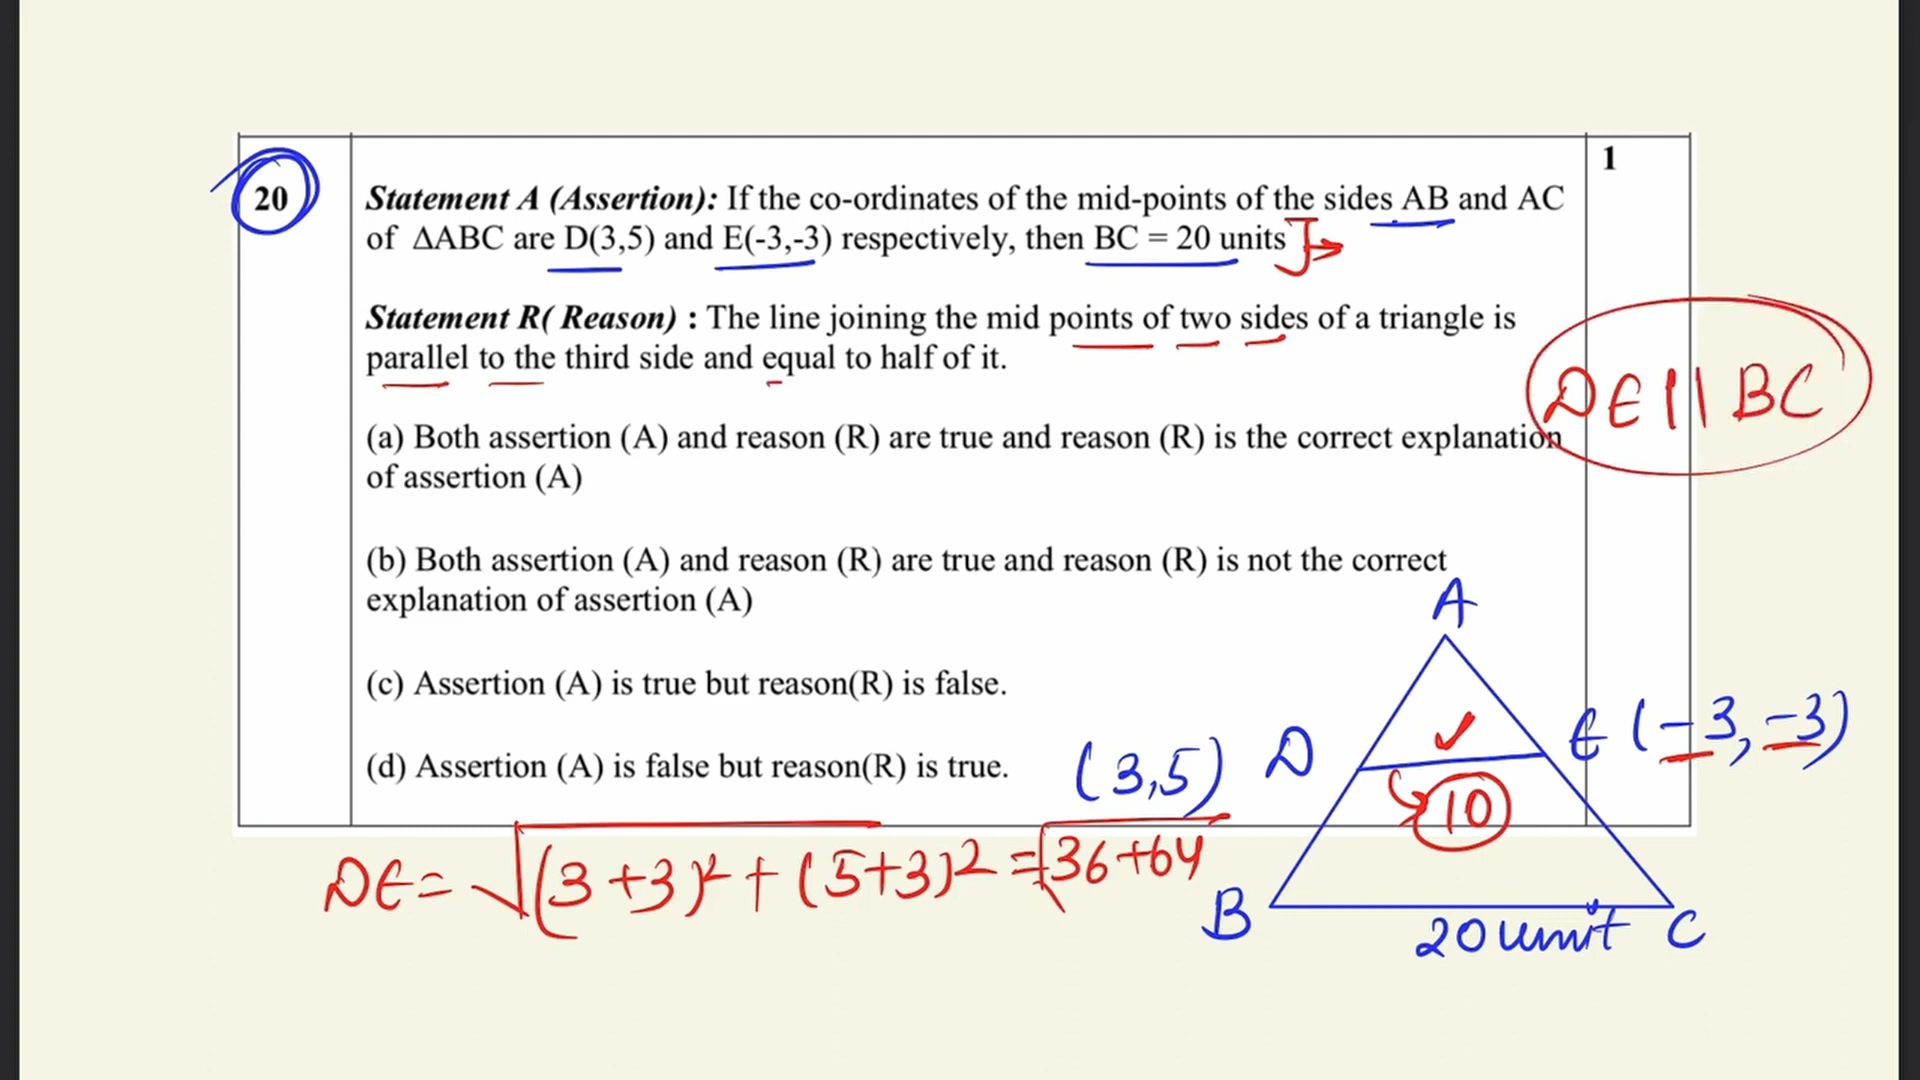 20
1
Statement A (Assertion): If the co-ordinates of the mid-points of the sides AB and AC
of ΔABC are D(3,5) and E(-3,-3) respectively, then BC = 20 units
Statement R( Reason) : The line joining the mid points of two sides of a triangle is
parallel to the third side and equal to half of it.
DE || BC
(a) Both assertion (A) and reason (R) are true and reason (R) is the correct explanation
of assertion (A)
(b) Both assertion (A) and reason (R) are true and reason (R) is not the correct
explanation of assertion (A)
(c) Assertion (A) is true but reason(R) is false.
(d) Assertion (A) is false but reason(R) is true.
A
(3,5) D
E (-3,-3)
10
DE = √(3+3)² + (5+3)² = √36+64
B
20 unit
C